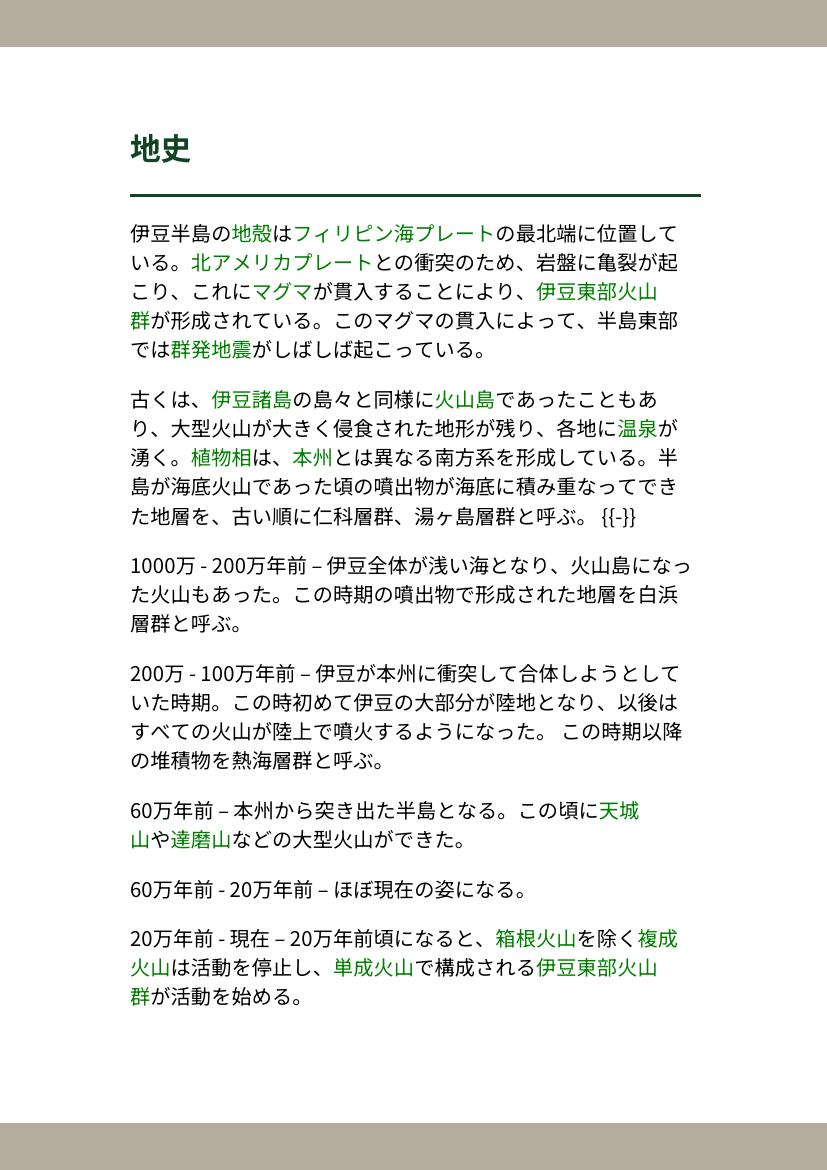 地史
伊豆半島の地殻はフィリピン海プレートの最北端に位置して
いる。北アメリカプレートとの衝突のため、岩盤に亀裂が起
こり、これにマグマが貫入することにより、伊豆東部火山
群が形成されている。このマグマの貫入によって、半島東部
では群発地震がしばしば起こっている。
古くは、伊豆諸島の島々と同様に火山島であったこともあ
り、大型火山が大きく侵食された地形が残り、各地に温泉が
湧く。植物相は、本州とは異なる南方系を形成している。半
島が海底火山であった頃の噴出物が海底に積み重なってでき
た地層を、古い順に仁科層群、湯ヶ島層群と呼ぶ。 {{-}}
1000万 - 200万年前 – 伊豆全体が浅い海となり、火山島になっ
た火山もあった。この時期の噴出物で形成された地層を白浜
層群と呼ぶ。
200万 - 100万年前 – 伊豆が本州に衝突して合体しようとして
いた時期。この時初めて伊豆の大部分が陸地となり、以後は
すべての火山が陸上で噴火するようになった。 この時期以降
の堆積物を熱海層群と呼ぶ。
60万年前 – 本州から突き出た半島となる。この頃に天城
山や達磨山などの大型火山ができた。
60万年前 - 20万年前 – ほぼ現在の姿になる。
20万年前 - 現在 – 20万年前頃になると、箱根火山を除く複成
火山は活動を停止し、単成火山で構成される伊豆東部火山
群が活動を始める。